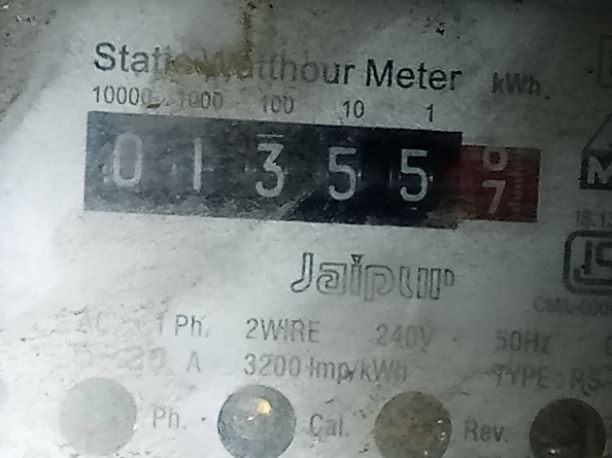 Static Watthour Meter kWh
10000 1000 100 10 1
0 1 3 5 5 7
Jaipur
1 Ph. 2WIRE 240V 50Hz
A 3200 Imp/kWh TYPE: RS
Ph. Cal. Rev.